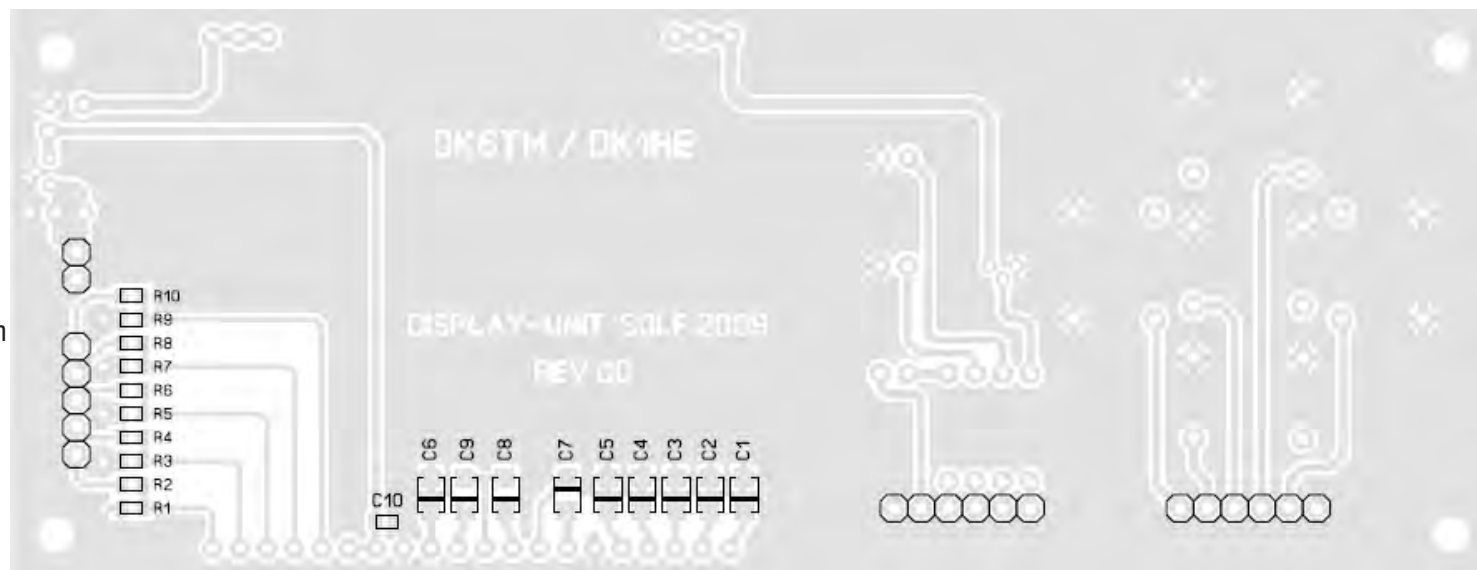 DK6TM / DK1HE
R10
R9
DISPLAY-UNIT SOLF 2009
n
R8
R7
REV 00
R6
R5
R4
R3
R2
R1
C6 C9 C8 C7 C5 C4 C3 C2 C1
C10